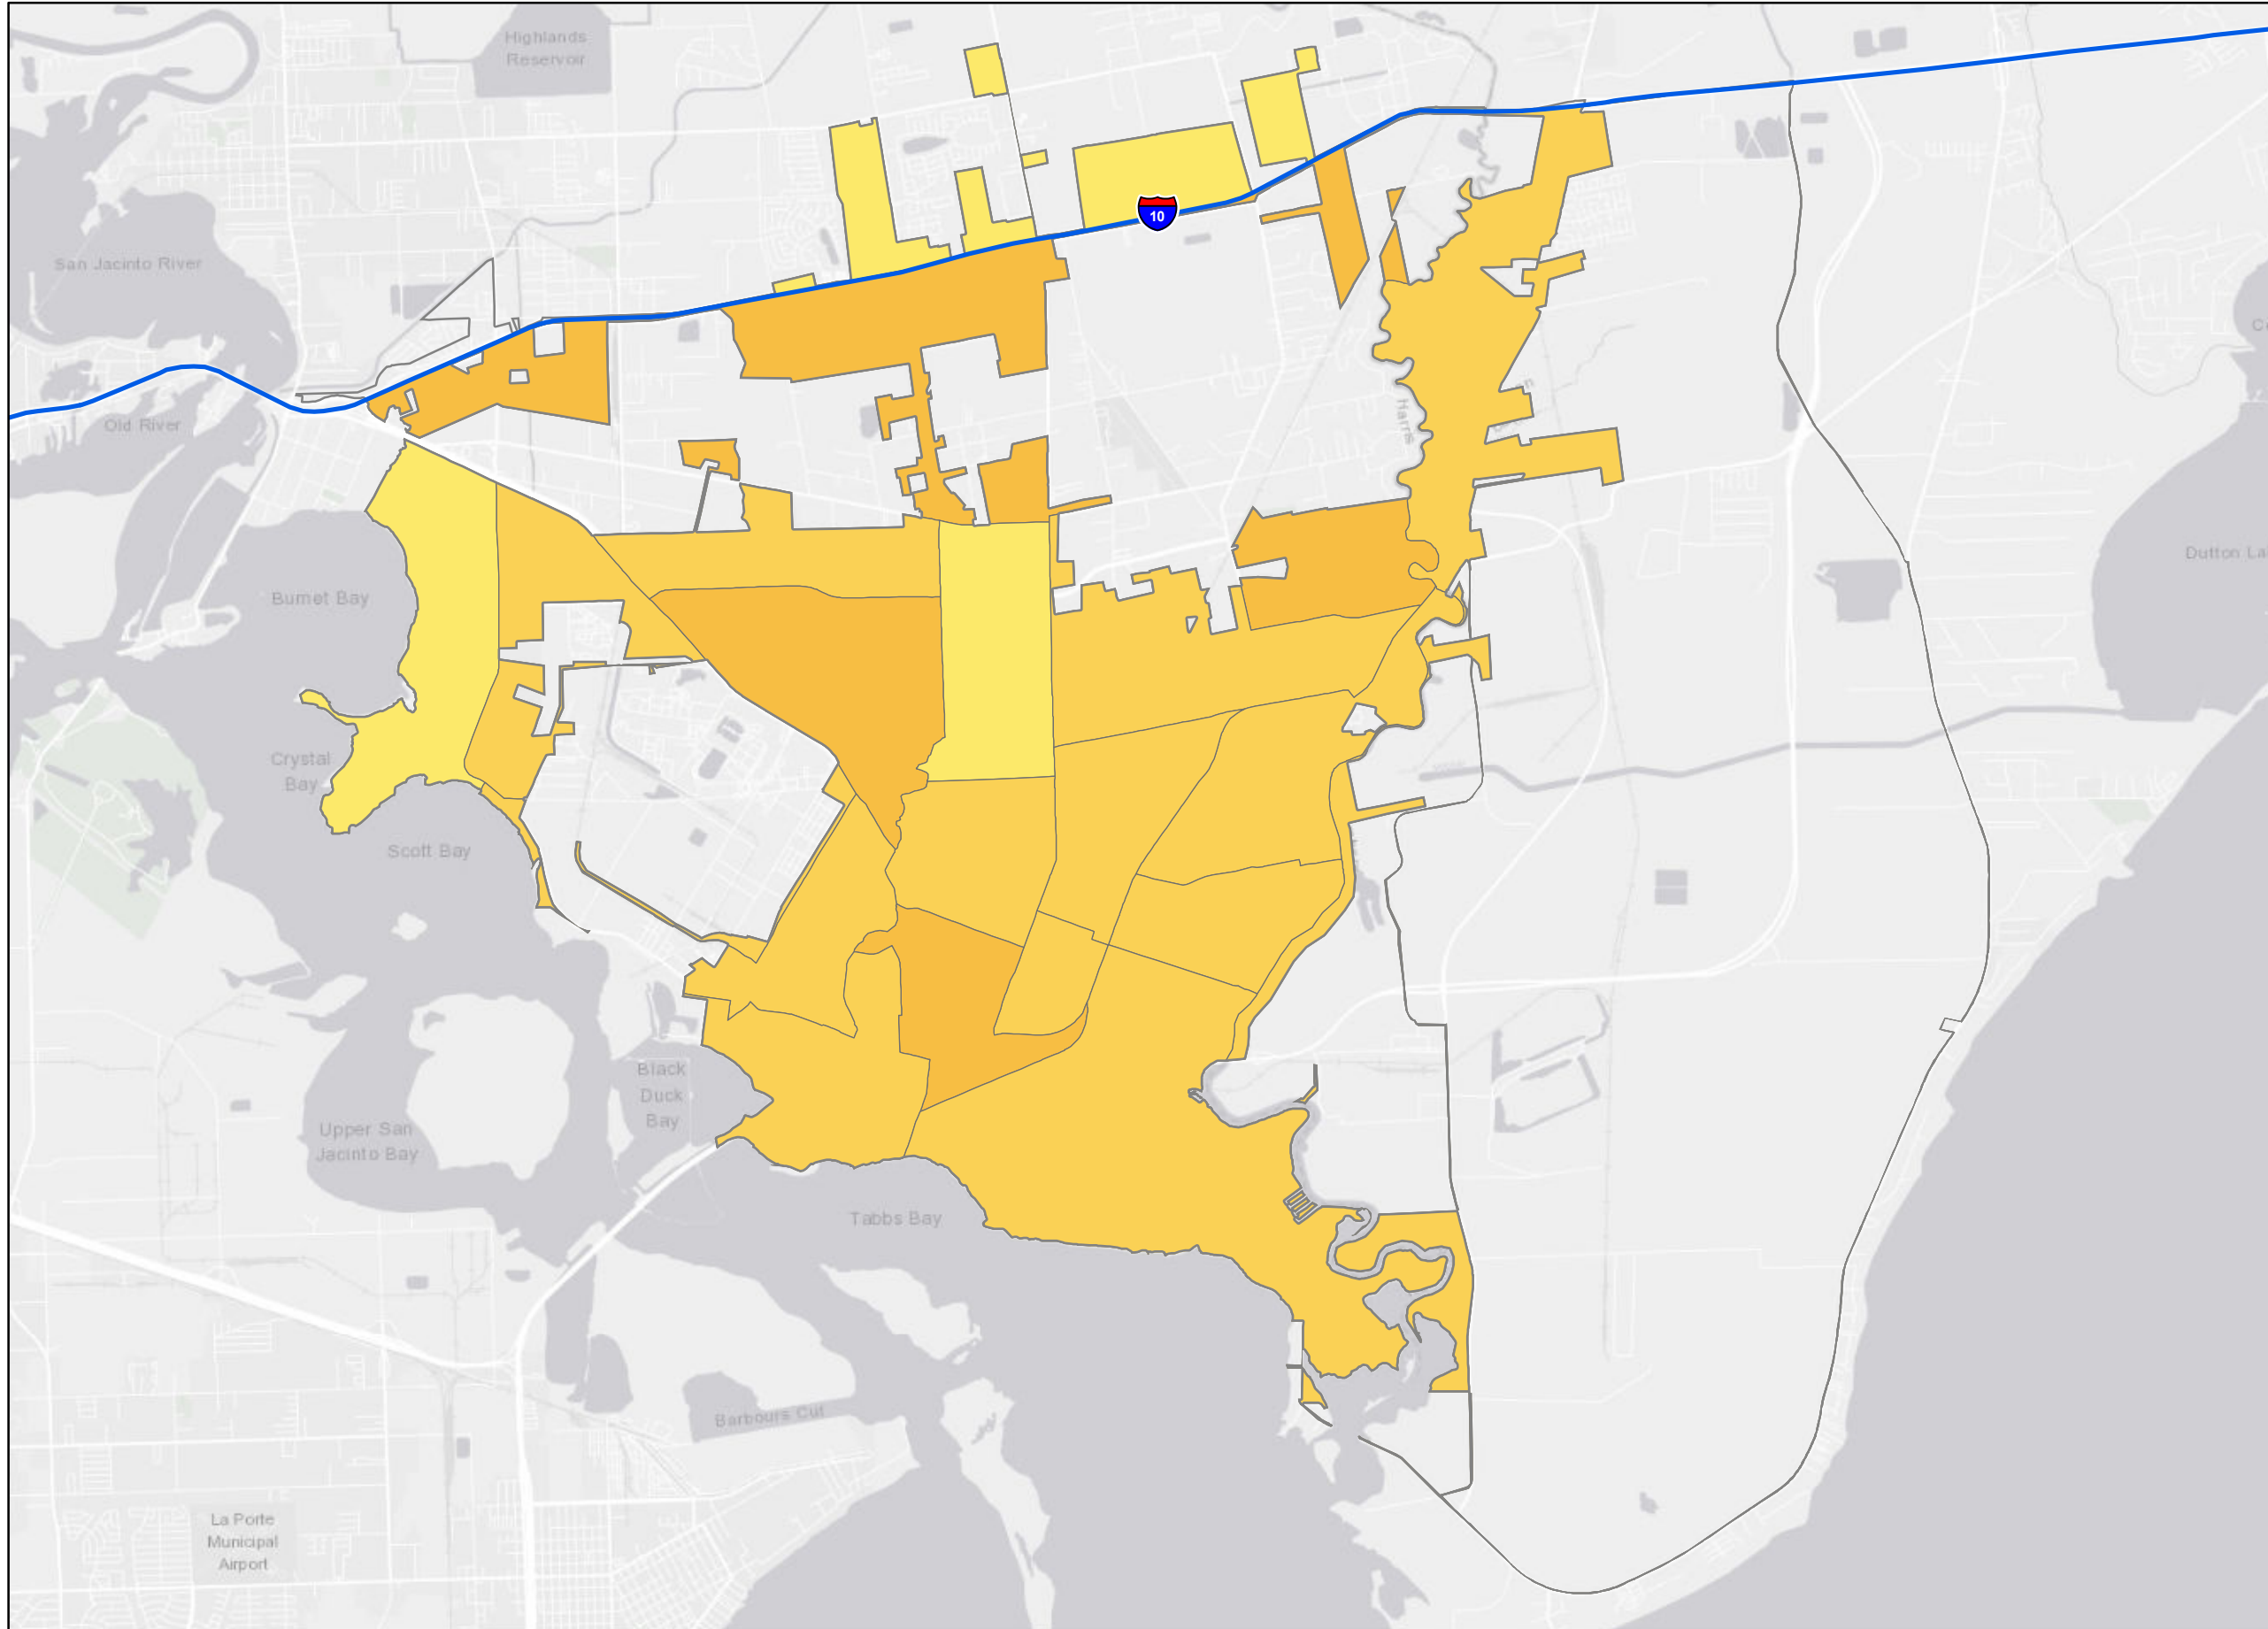 Highlands
Reservoir
10
San Jacinto River
Old River
Harris
Burnet Bay
Dutton La
Crystal
Bay
Scott Bay
Black
Duck
Bay
Upper San
Jacinto Bay
Tabbs Bay
Barbours Cut
La Porte
Municipal
Airport